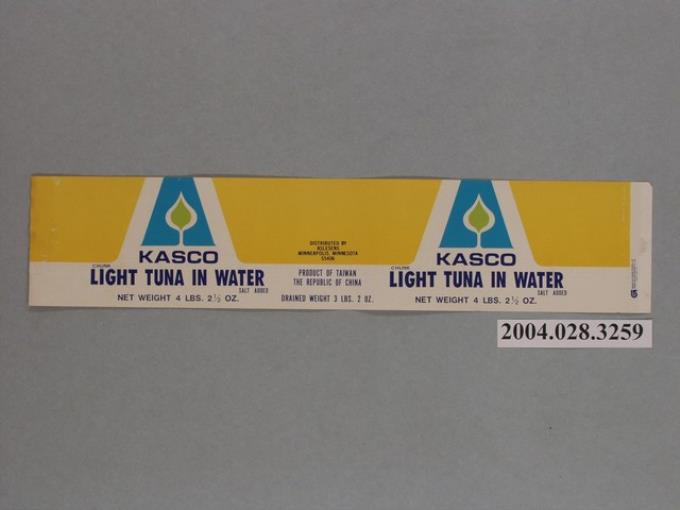 KASCO
CHUNK
LIGHT TUNA IN WATER
SALT ADDED
NET WEIGHT 4 LBS. 2½ OZ.
DISTRIBUTED BY
ASLESENS
MINNEAPOLIS, MINNESOTA
55406
PRODUCT OF TAIWAN
THE REPUBLIC OF CHINA
DRAINED WEIGHT 3 LBS. 2 OZ.
KASCO
CHUNK
LIGHT TUNA IN WATER
SALT ADDED
NET WEIGHT 4 LBS. 2½ OZ.
2004.028.3259